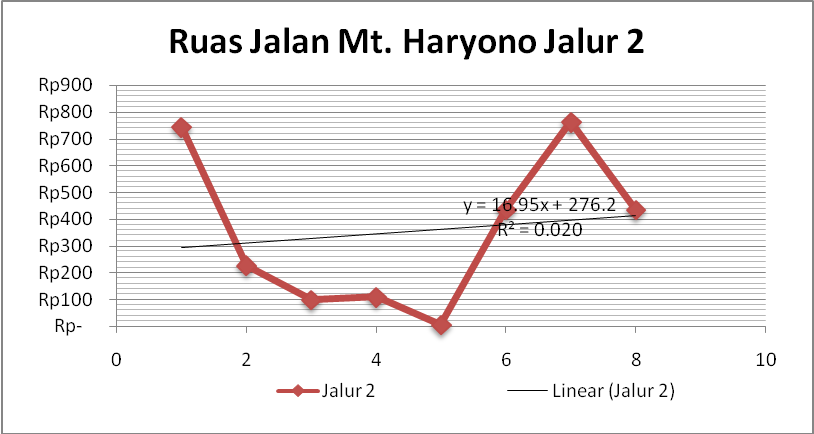 Ruas Jalan Mt. Haryono Jalur 2
Rp900
Rp800
Rp700
Rp600
Rp500
Rp400
Rp300
Rp200
Rp100
Rp-
y = 16.95x + 276.2
R² = 0.020
0 2 4 6 8 10
Jalur 2 Linear (Jalur 2)